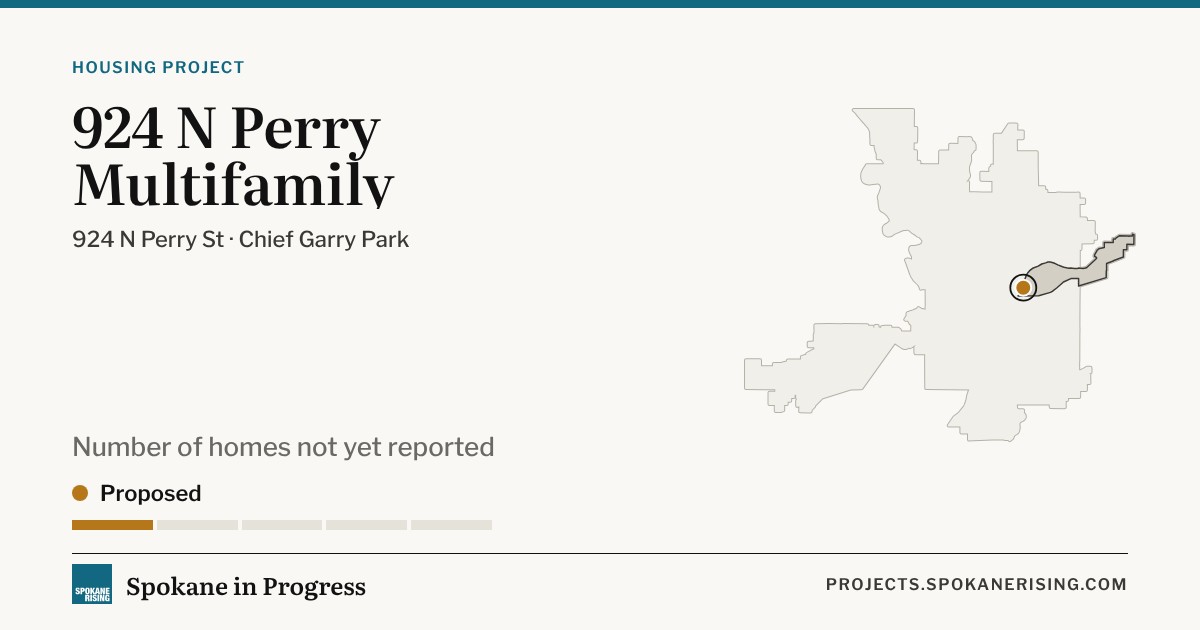 HOUSING PROJECT
924 N Perry
Multifamily
924 N Perry St · Chief Garry Park
Number of homes not yet reported
Proposed
SPOKANE
RISING
Spokane in Progress
PROJECTS.SPOKANERISING.COM